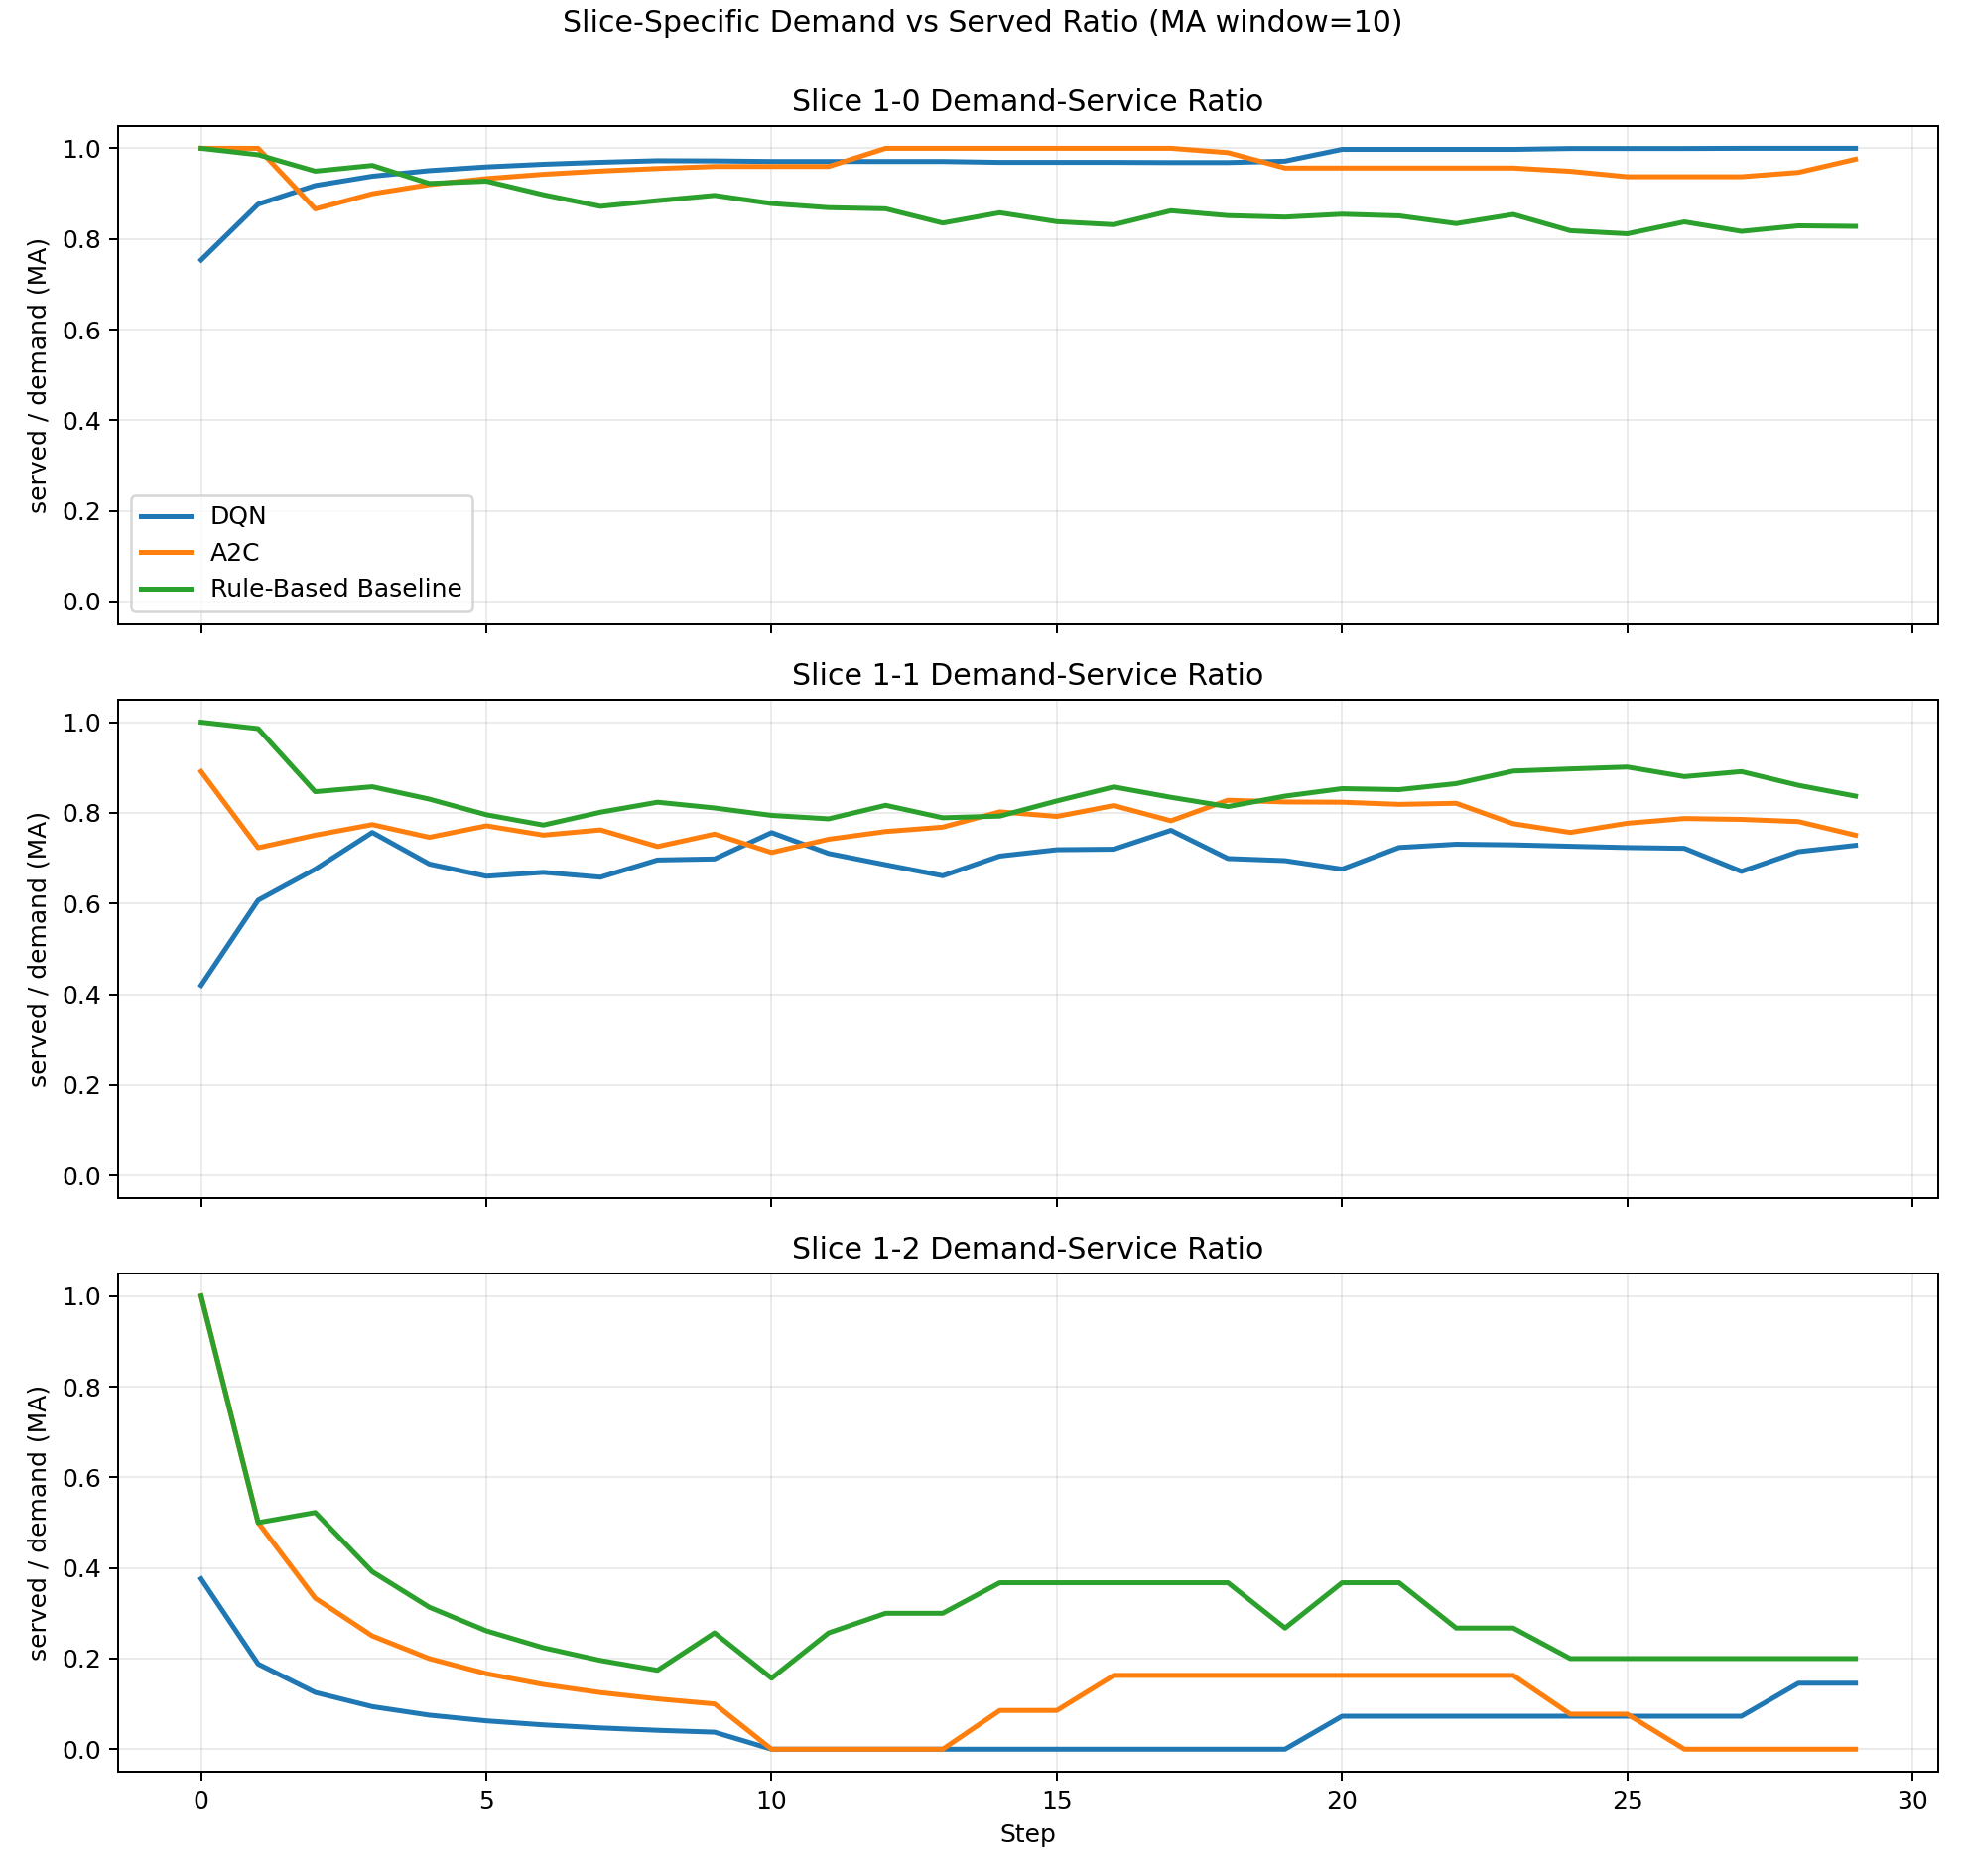 Slice-Specific Demand vs Served Ratio (MA window=10)
Slice 1-0 Demand-Service Ratio
1.0
0.8
0.6
0.4
0.2
0.0
served / demand (MA)
DQN
A2C
Rule-Based Baseline
Slice 1-1 Demand-Service Ratio
1.0
0.8
0.6
0.4
0.2
0.0
served / demand (MA)
Slice 1-2 Demand-Service Ratio
1.0
0.8
0.6
0.4
0.2
0.0
served / demand (MA)
0 5 10 15 20 25 30
Step